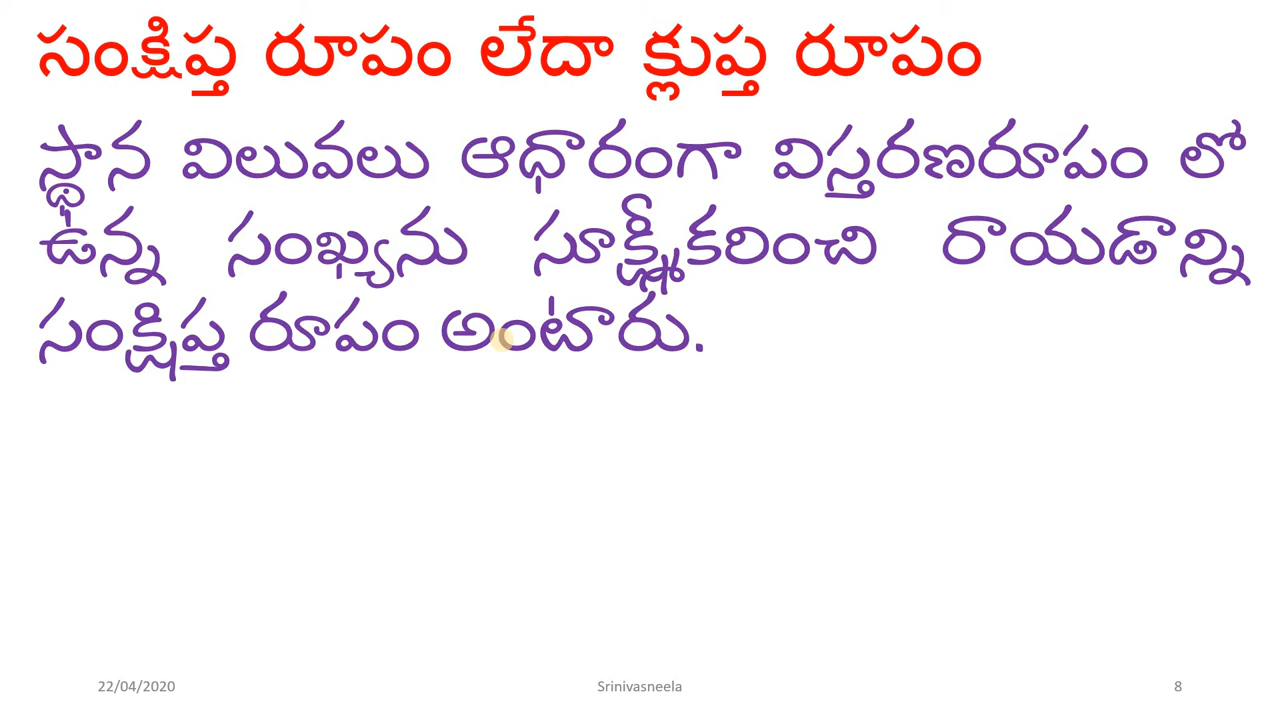 సంక్షిప్త రూపం లేదా క్లుప్త రూపం
స్థాన విలువలు ఆధారంగా విస్తరణరూపం లో
ఉన్న సంఖ్యను సూక్ష్మీకరించి రాయడాన్ని
సంక్షిప్త రూపం అంటారు.
22/04/2020 Srinivasneela 8